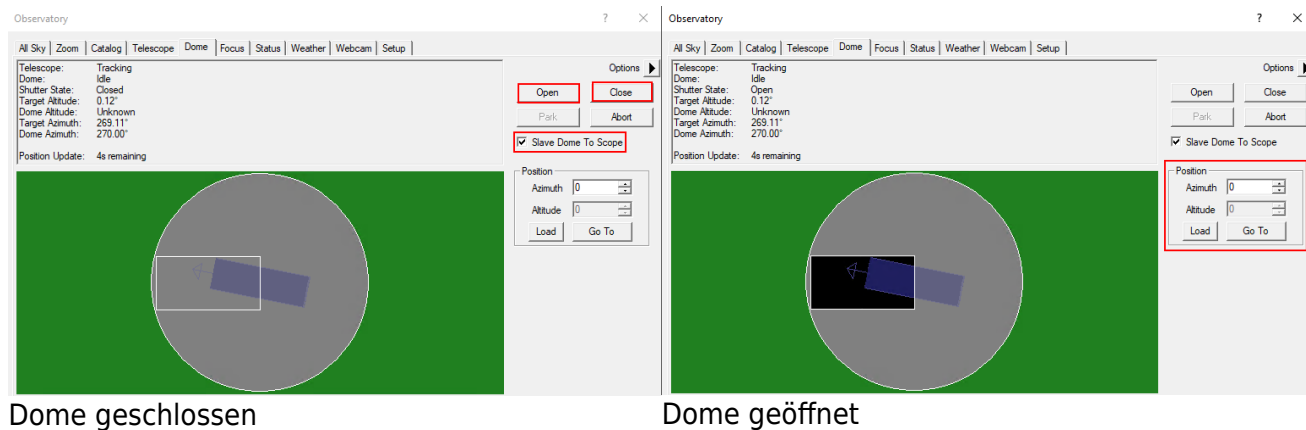 Observatory ? ×
All Sky | Zoom | Catalog | Telescope Dome | Focus | Status | Weather | Webcam | Setup |
Telescope: Tracking
Dome: Idle
Shutter State: Closed
Target Altitude: 0.12°
Dome Altitude: Unknown
Target Azimuth: 269.11°
Dome Azimuth: 270.00°
Position Update: 4s remaining
Options
Open Close
Park Abort
Slave Dome To Scope
Position
Azimuth 0
Altitude 0
Load Go To
Dome geschlossen
Observatory ? ×
All Sky | Zoom | Catalog | Telescope Dome | Focus | Status | Weather | Webcam | Setup |
Telescope: Tracking
Dome: Idle
Shutter State: Open
Target Altitude: 0.12°
Dome Altitude: Unknown
Target Azimuth: 269.11°
Dome Azimuth: 270.00°
Position Update: 4s remaining
Options
Open Close
Park Abort
Slave Dome To Scope
Position
Azimuth 0
Altitude 0
Load Go To
Dome geöffnet